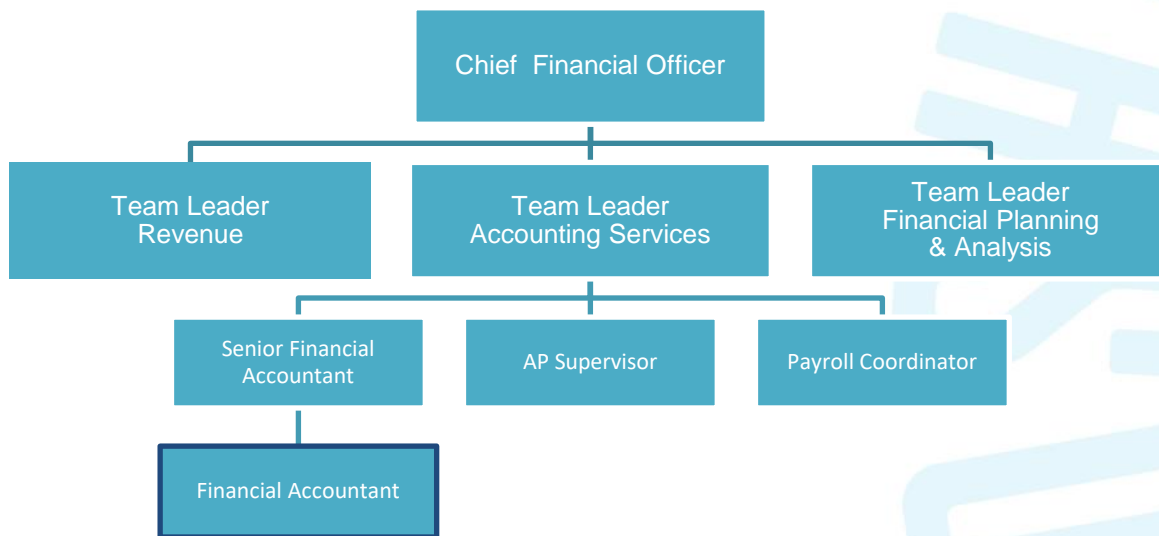 Chief Financial Officer
Team Leader
Revenue
Team Leader
Accounting Services
Team Leader
Financial Planning
& Analysis
Senior Financial
Accountant
AP Supervisor
Payroll Coordinator
Financial Accountant